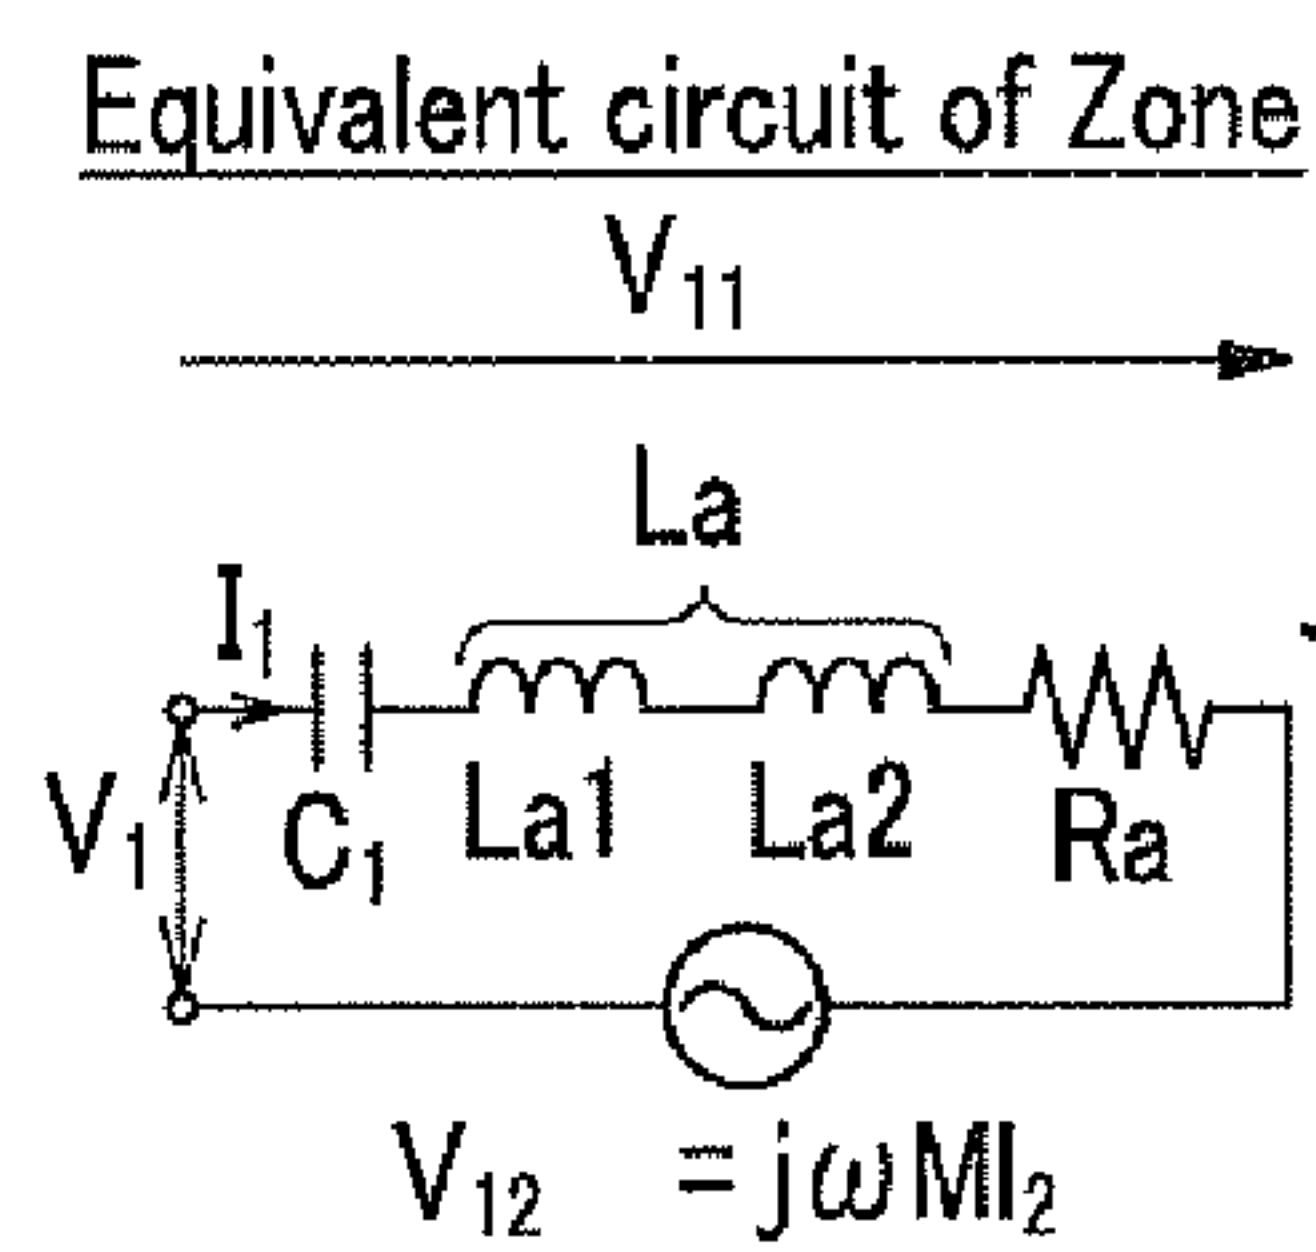 Equivalent circuit of Zone
V₁₁
La
I₁
V₁
C₁
La1
La2
Ra
V₁₂ = jωMI₂